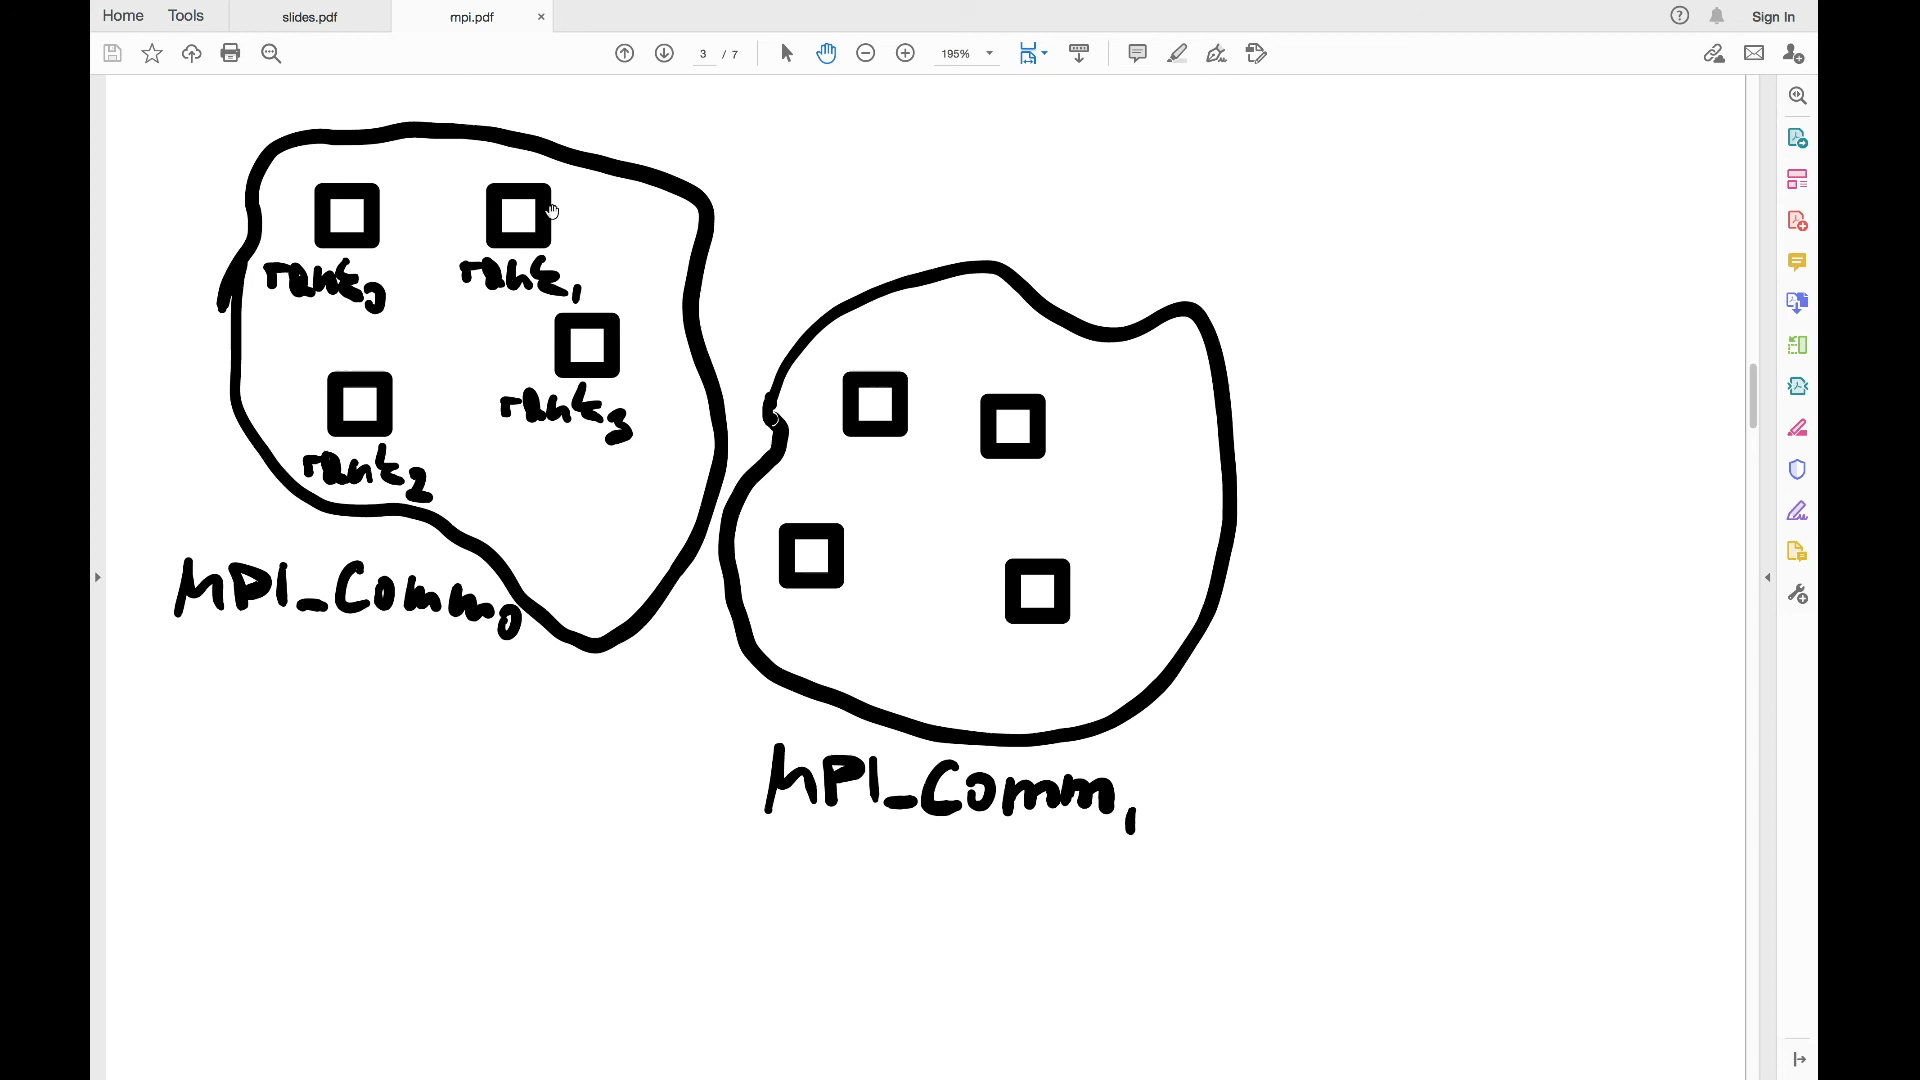 Home Tools slides.pdf mpi.pdf × ? Sign In
3 / 7 195%
rank0 rank1
rank3
rank2
MPI_Comm0
MPI_Comm1